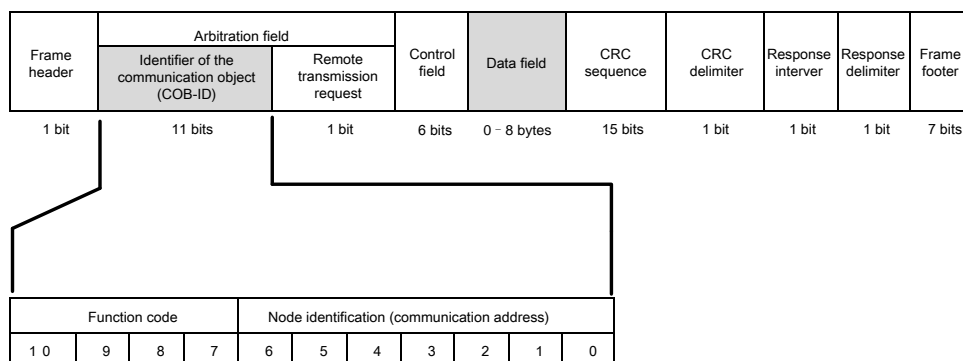 Arbitration field
Frame
header
Identifier of the
communication object
(COB-ID)
Remote
transmission
request
Control
field
Data field
CRC
sequence
CRC
delimiter
Response
interver
Response
delimiter
Frame
footer
1 bit
11 bits
1 bit
6 bits
0－8 bytes
15 bits
1 bit
1 bit
1 bit
7 bits
Function code
Node identification (communication address)
1 0 9 8 7 6 5 4 3 2 1 0